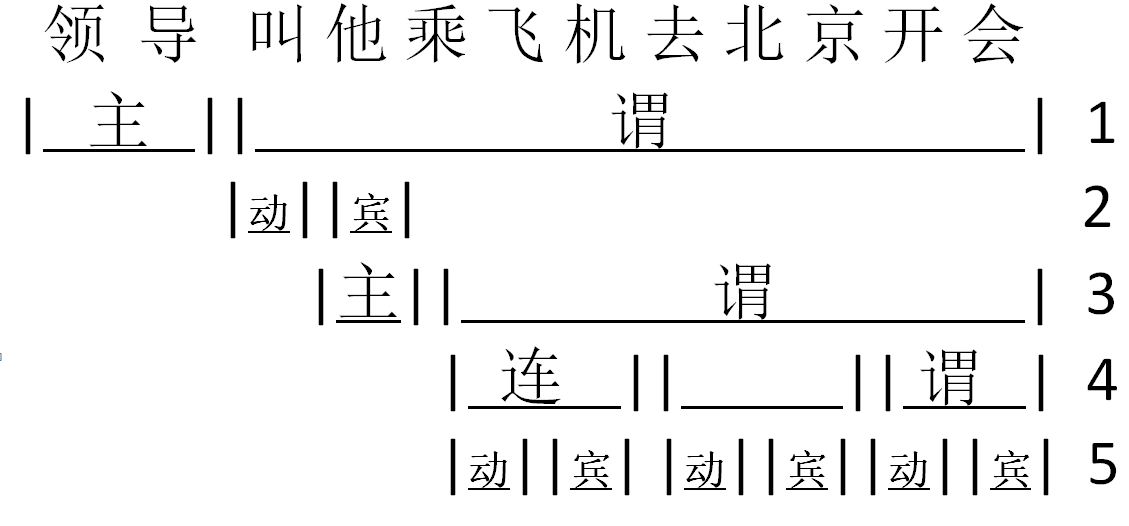 领导 叫他乘飞机去北京开会
主 谓 1
动 宾 2
主 谓 3
连 谓 4
动 宾 动 宾 动 宾 5